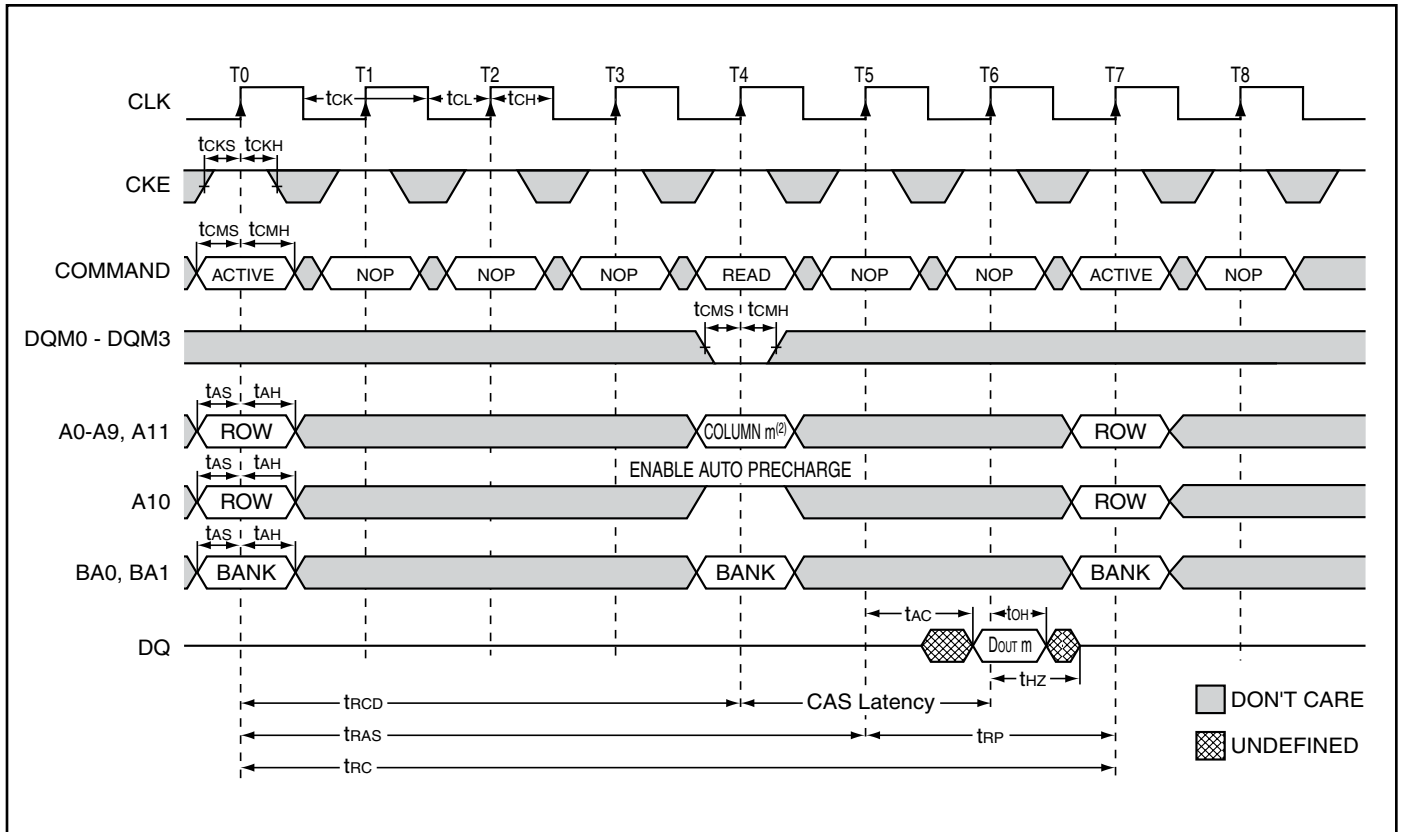 T0 T1 T2 T3 T4 T5 T6 T7 T8
CLK
tCK tCL tCH
tCKS tCKH
CKE
tCMS tCMH
COMMAND ACTIVE NOP NOP NOP READ NOP NOP ACTIVE NOP
tCMS tCMH
DQM0 - DQM3
tAS tAH
A0-A9, A11 ROW COLUMN m(2) ROW
tAS tAH ENABLE AUTO PRECHARGE
A10 ROW ROW
tAS tAH
BA0, BA1 BANK BANK BANK
tAC tOH
DQ DOUT m
tHZ
tRCD CAS Latency DON'T CARE
tRAS tRP UNDEFINED
tRC